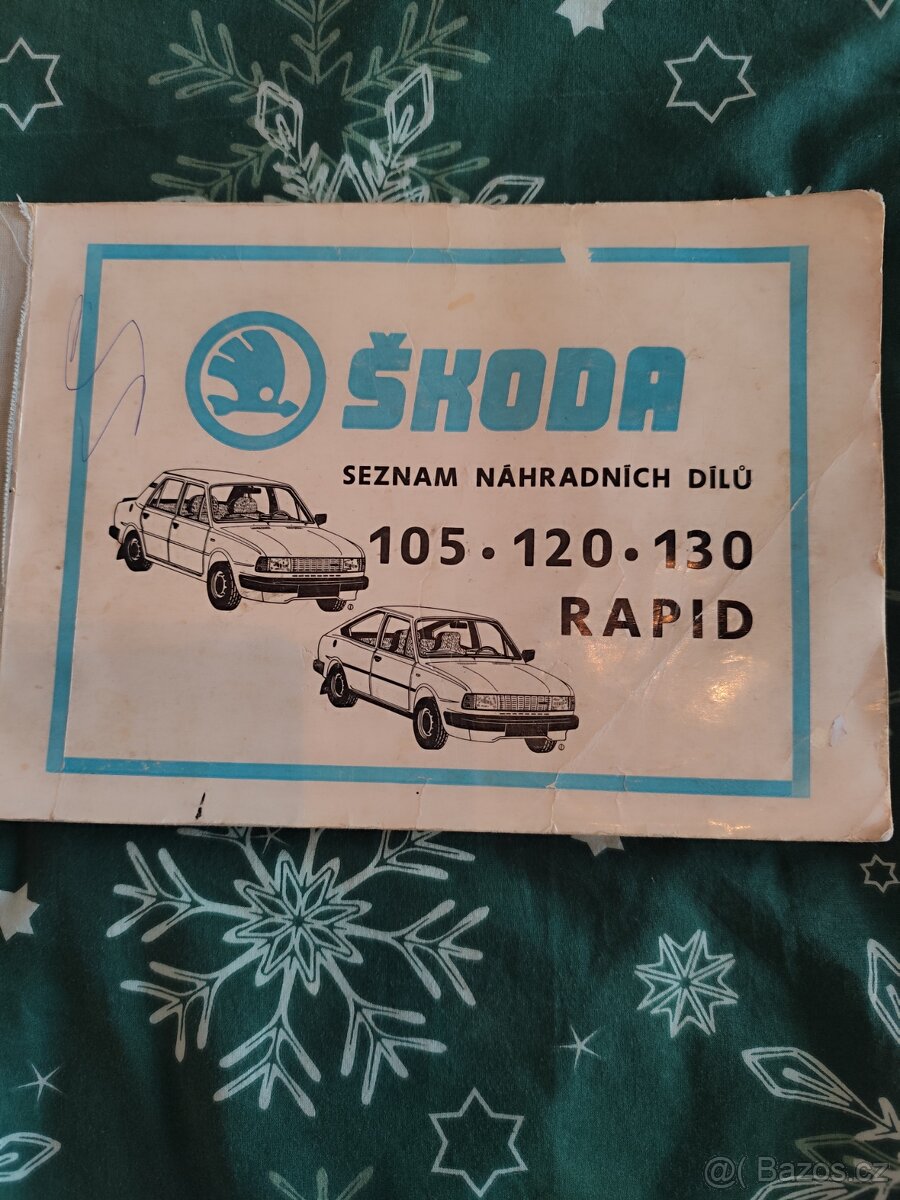 ŠKODA
SEZNAM NÁHRADNÍCH DÍLŮ
105 • 120 • 130
RAPID
@( Bazos.cz